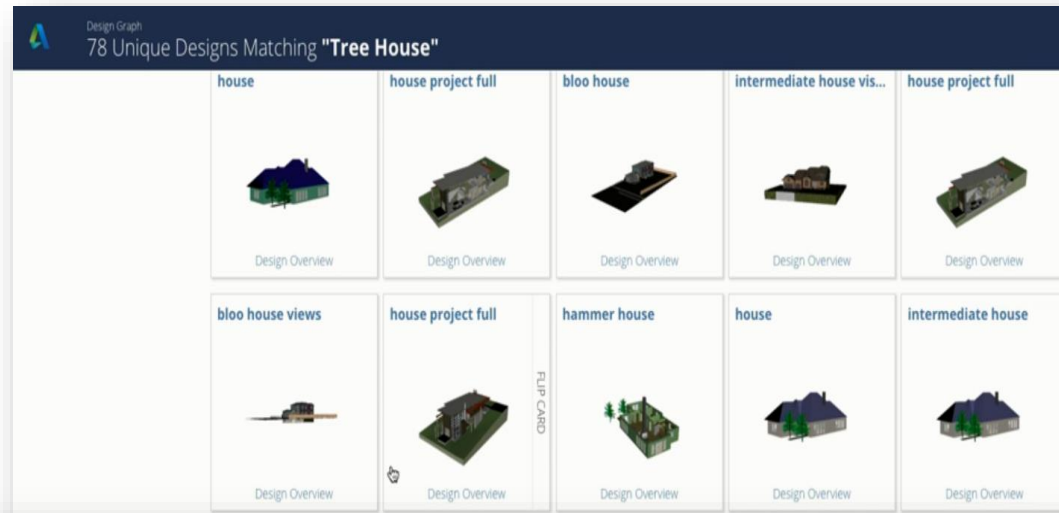 Design Graph
78 Unique Designs Matching "Tree House"
house
house project full
bloo house
intermediate house vis...
house project full
Design Overview
Design Overview
Design Overview
Design Overview
Design Overview
bloo house views
house project full
hammer house
house
intermediate house
FLIP CARD
Design Overview
Design Overview
Design Overview
Design Overview
Design Overview